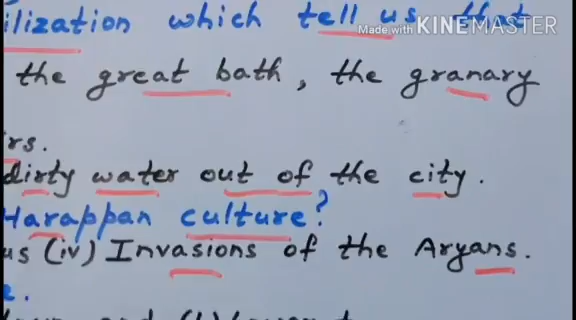 ilization which tell us that
Made with KINEMASTER
the great bath, the granary
irs.
dirty water out of the city.
Harappan culture?
us (iv) Invasions of the Aryans.
e.